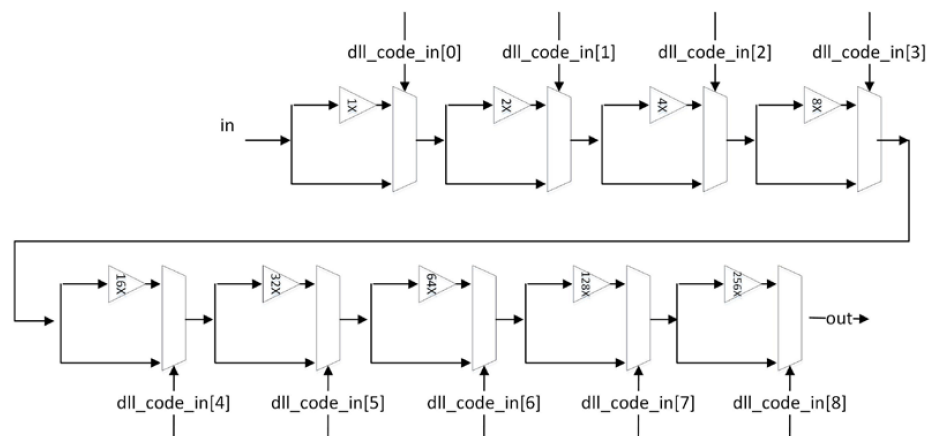 dll_code_in[0] dll_code_in[1] dll_code_in[2] dll_code_in[3]
1X 2X 4X 8X
in
16X 32X 64X 128X 256X
out
dll_code_in[4] dll_code_in[5] dll_code_in[6] dll_code_in[7] dll_code_in[8]